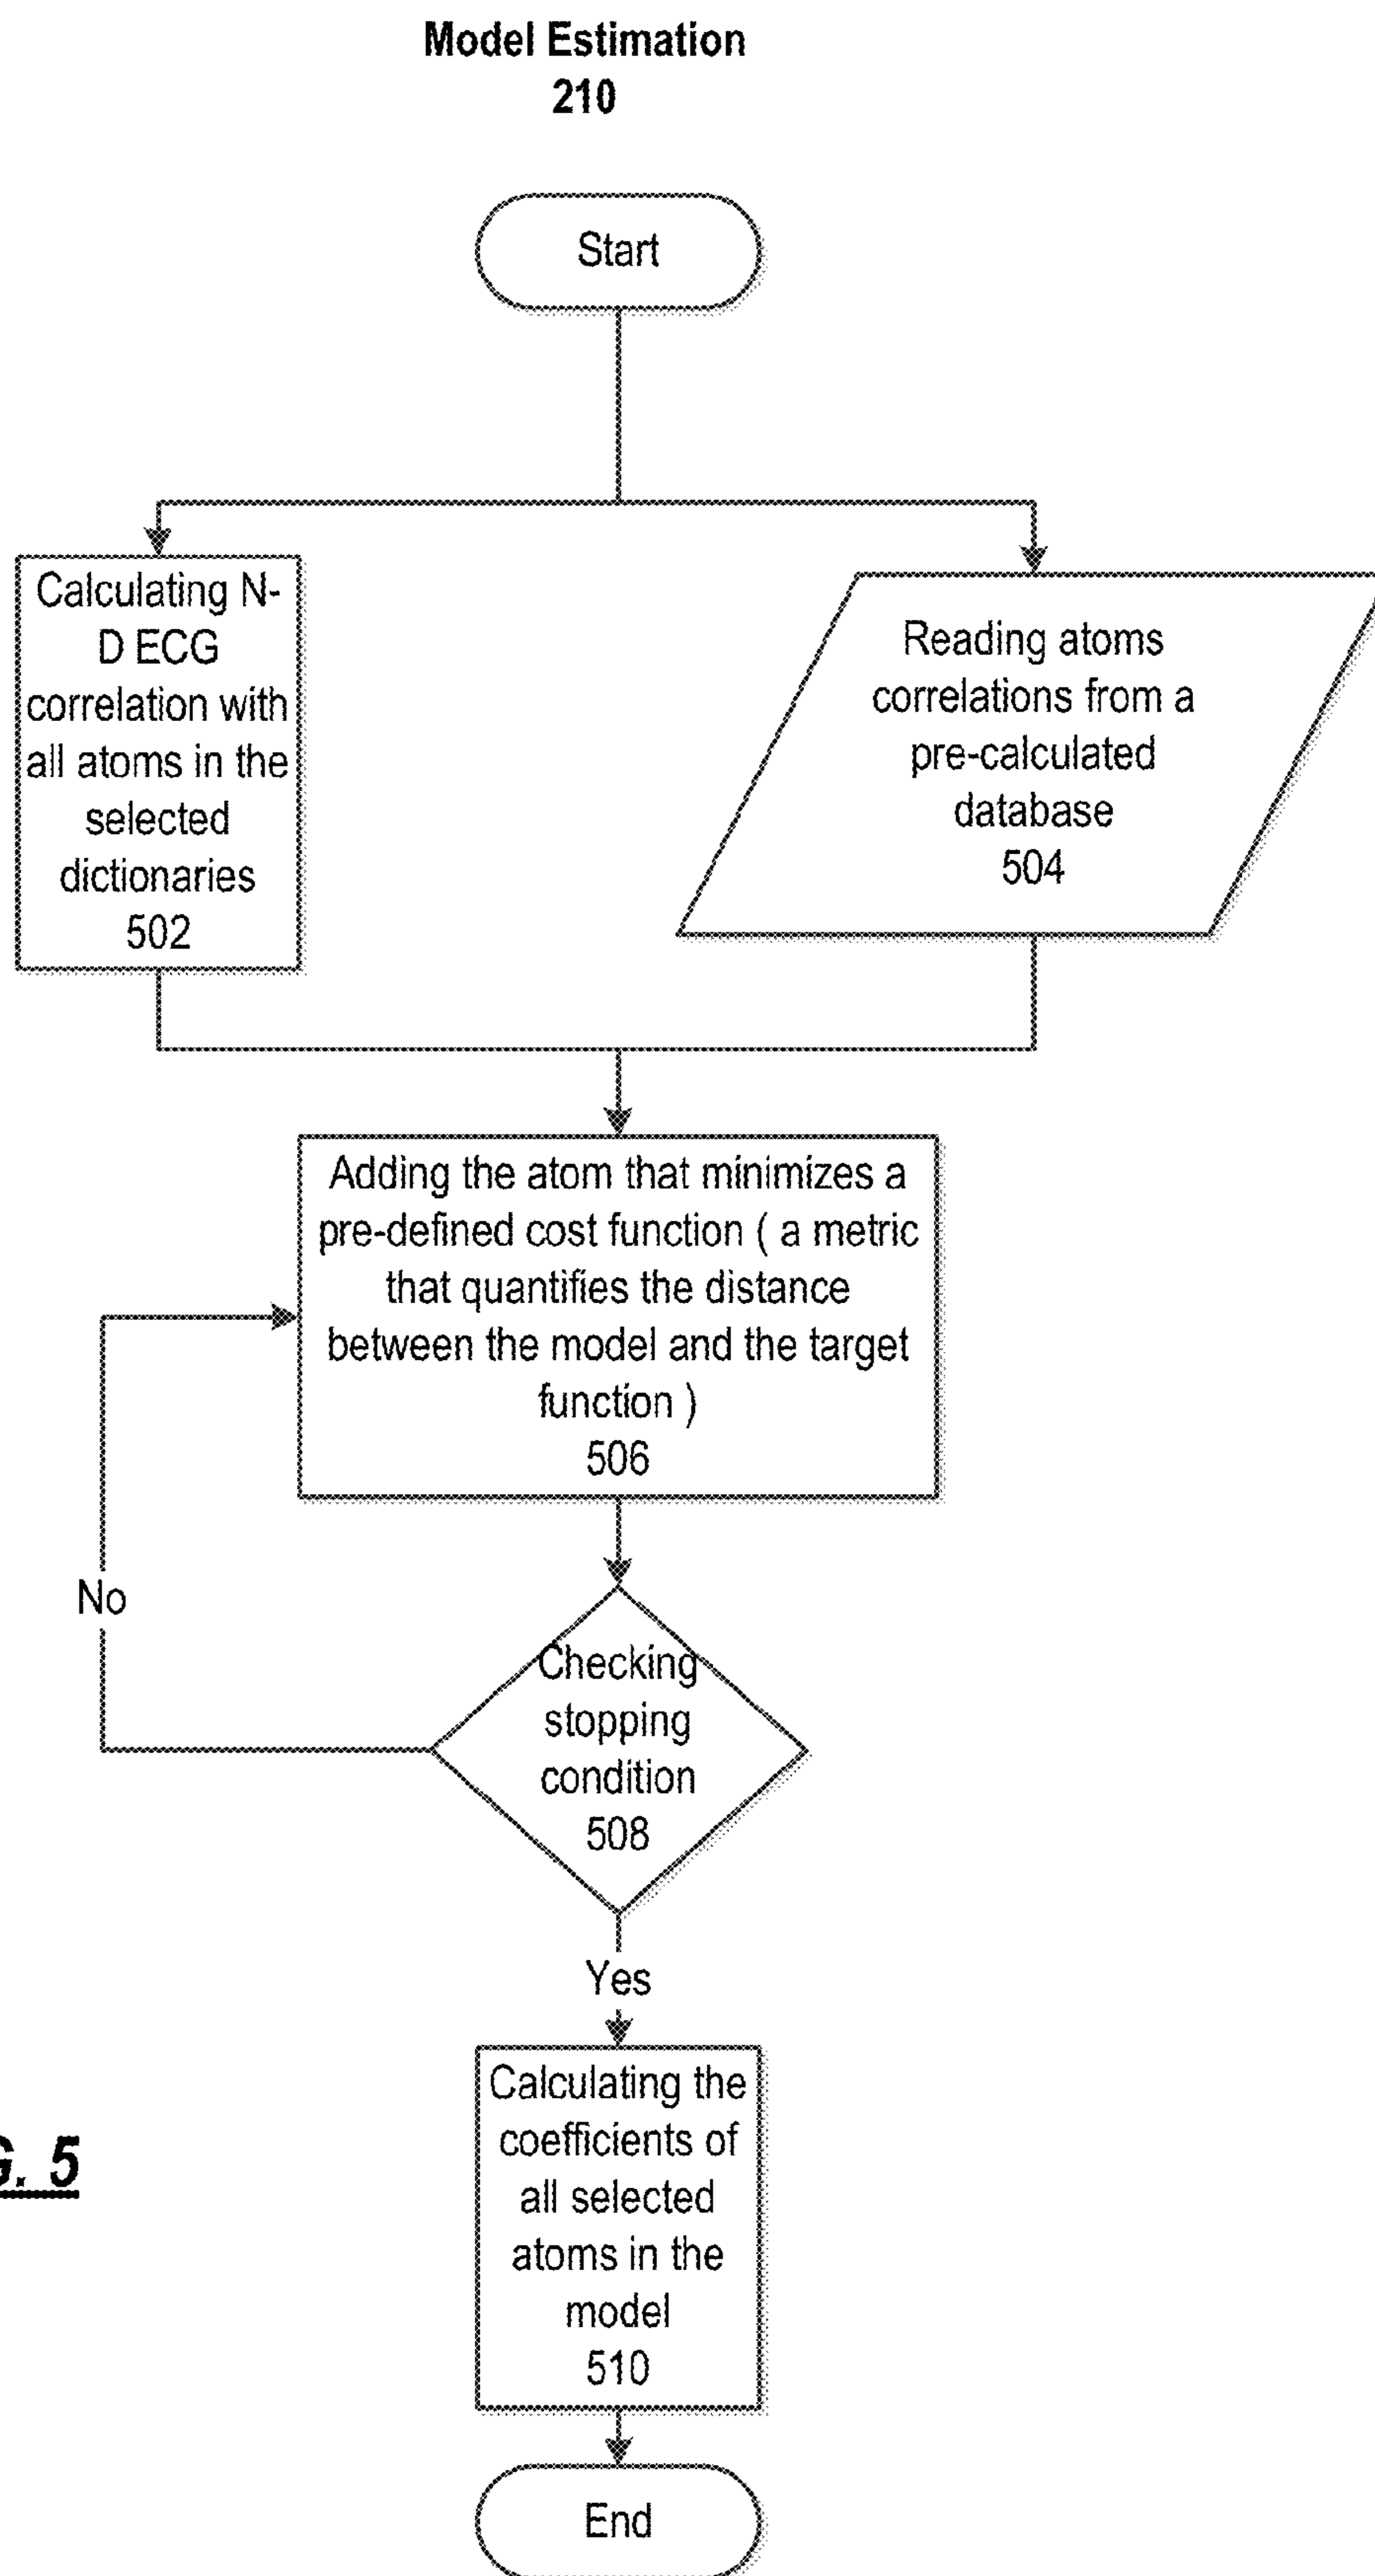 Model Estimation
210
Start
Calculating N-
D ECG
correlation with
all atoms in the
selected
dictionaries
502
Reading atoms
correlations from a
pre-calculated
database
504
Adding the atom that minimizes a
pre-defined cost function ( a metric
that quantifies the distance
between the model and the target
function )
506
No
Checking
stopping
condition
508
Yes
Calculating the
coefficients of
all selected
atoms in the
model
510
G. 5
End